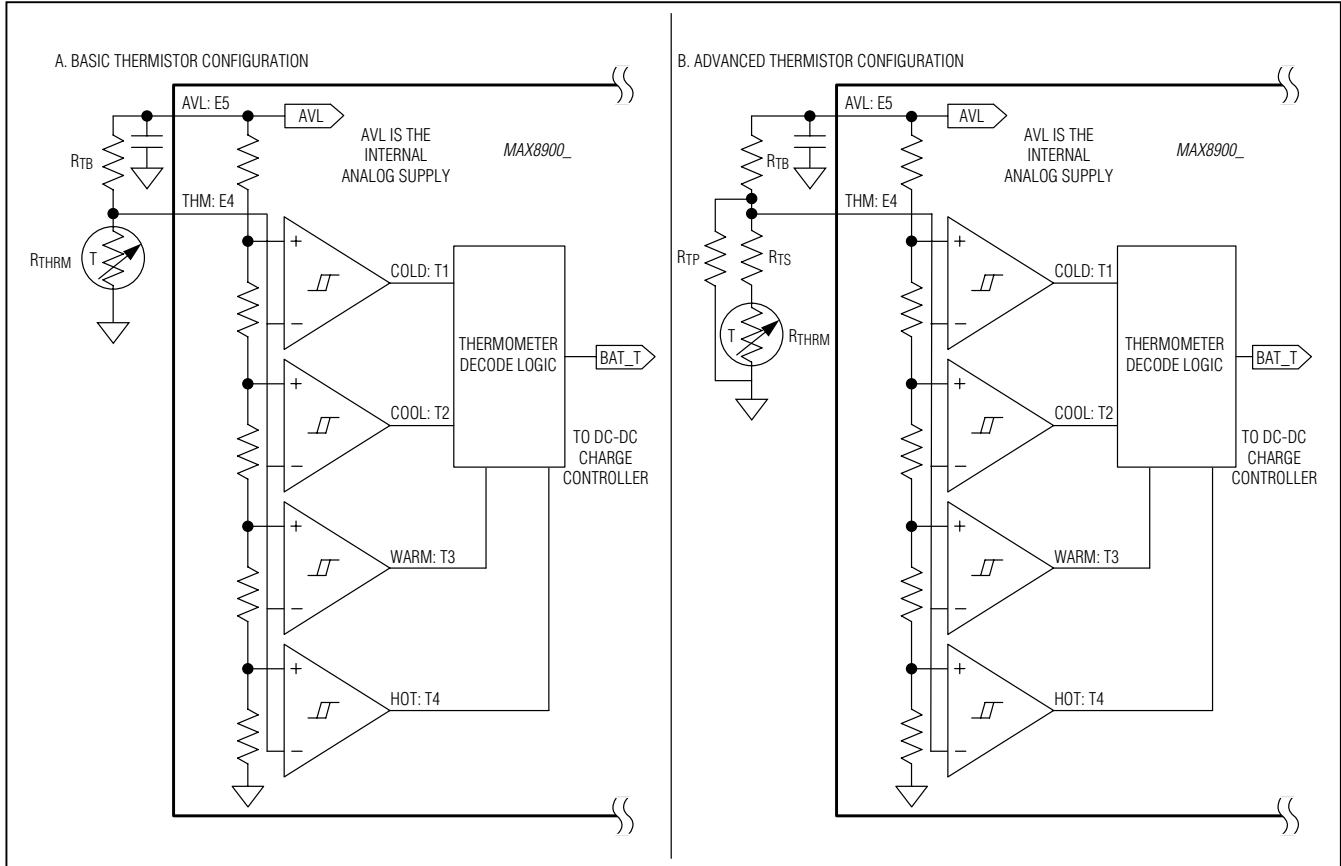 A. BASIC THERMISTOR CONFIGURATION
AVL: E5
AVL
RTB
AVL IS THE
INTERNAL
ANALOG SUPPLY
MAX8900_
THM: E4
RTHRM
T
+
−
COLD: T1
+
−
COOL: T2
+
−
WARM: T3
+
−
HOT: T4
THERMOMETER
DECODE LOGIC
BAT_T
TO DC-DC
CHARGE
CONTROLLER
B. ADVANCED THERMISTOR CONFIGURATION
AVL: E5
AVL
RTB
AVL IS THE
INTERNAL
ANALOG SUPPLY
MAX8900_
THM: E4
RTP
RTS
T
RTHRM
+
−
COLD: T1
+
−
COOL: T2
+
−
WARM: T3
+
−
HOT: T4
THERMOMETER
DECODE LOGIC
BAT_T
TO DC-DC
CHARGE
CONTROLLER